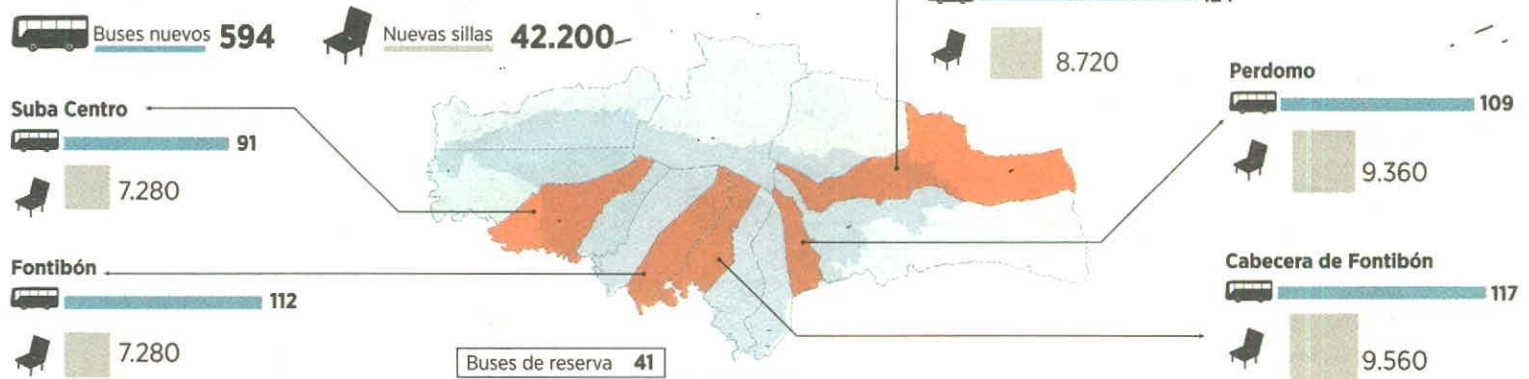 Buses nuevos 594
Nuevas sillas 42.200
8.720
Suba Centro
91
7.280
Fontibón
112
7.280
Buses de reserva 41
Perdomo
109
9.360
Cabecera de Fontibón
117
9.560